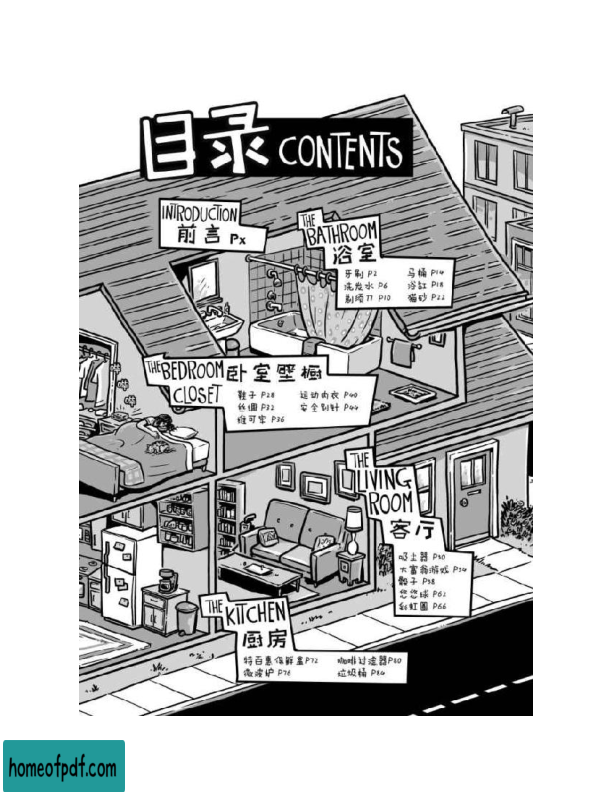 目录 CONTENTS
INTRODUCTION
前言 Px
THE
BATHROOM
浴室
牙刷 P2 马桶 P14
洗发水 P6 浴缸 P18
剃须刀 P10 猫砂 P22
THE BEDROOM 卧室壁橱
CLOSET
鞋子 P28 运动内衣 P40
丝绸 P32 安全别针 P44
维可牢 P36
THE
LIVING
ROOM
客厅
吸尘器 P50
大富翁游戏 P54
骰子 P58
悠悠球 P62
彩虹圈 P66
THE KITCHEN
厨房
特百惠保鲜盒 P72 咖啡过滤器 P80
微波炉 P76 垃圾桶 P84
homeofpdf.com